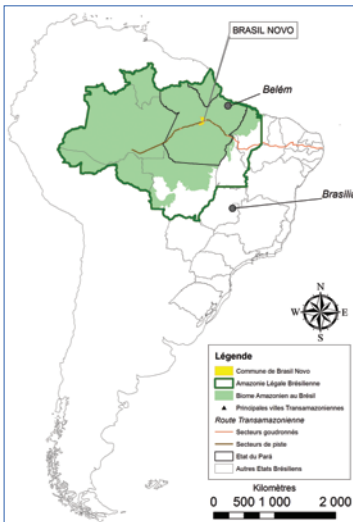 BRASIL NOVO
Belém
Brasília
N
W E
S
Légende
Commune de Brasil Novo
Amazonie Légale Brésilienne
Biome Amazonien au Brésil
Principales villes Transamazoniennes
Route Transamazonienne
Secteurs goudronnés
Secteurs de piste
Etat du Pará
Autres Etats Brésiliens
Kilomètres
0 500 1 000 2 000